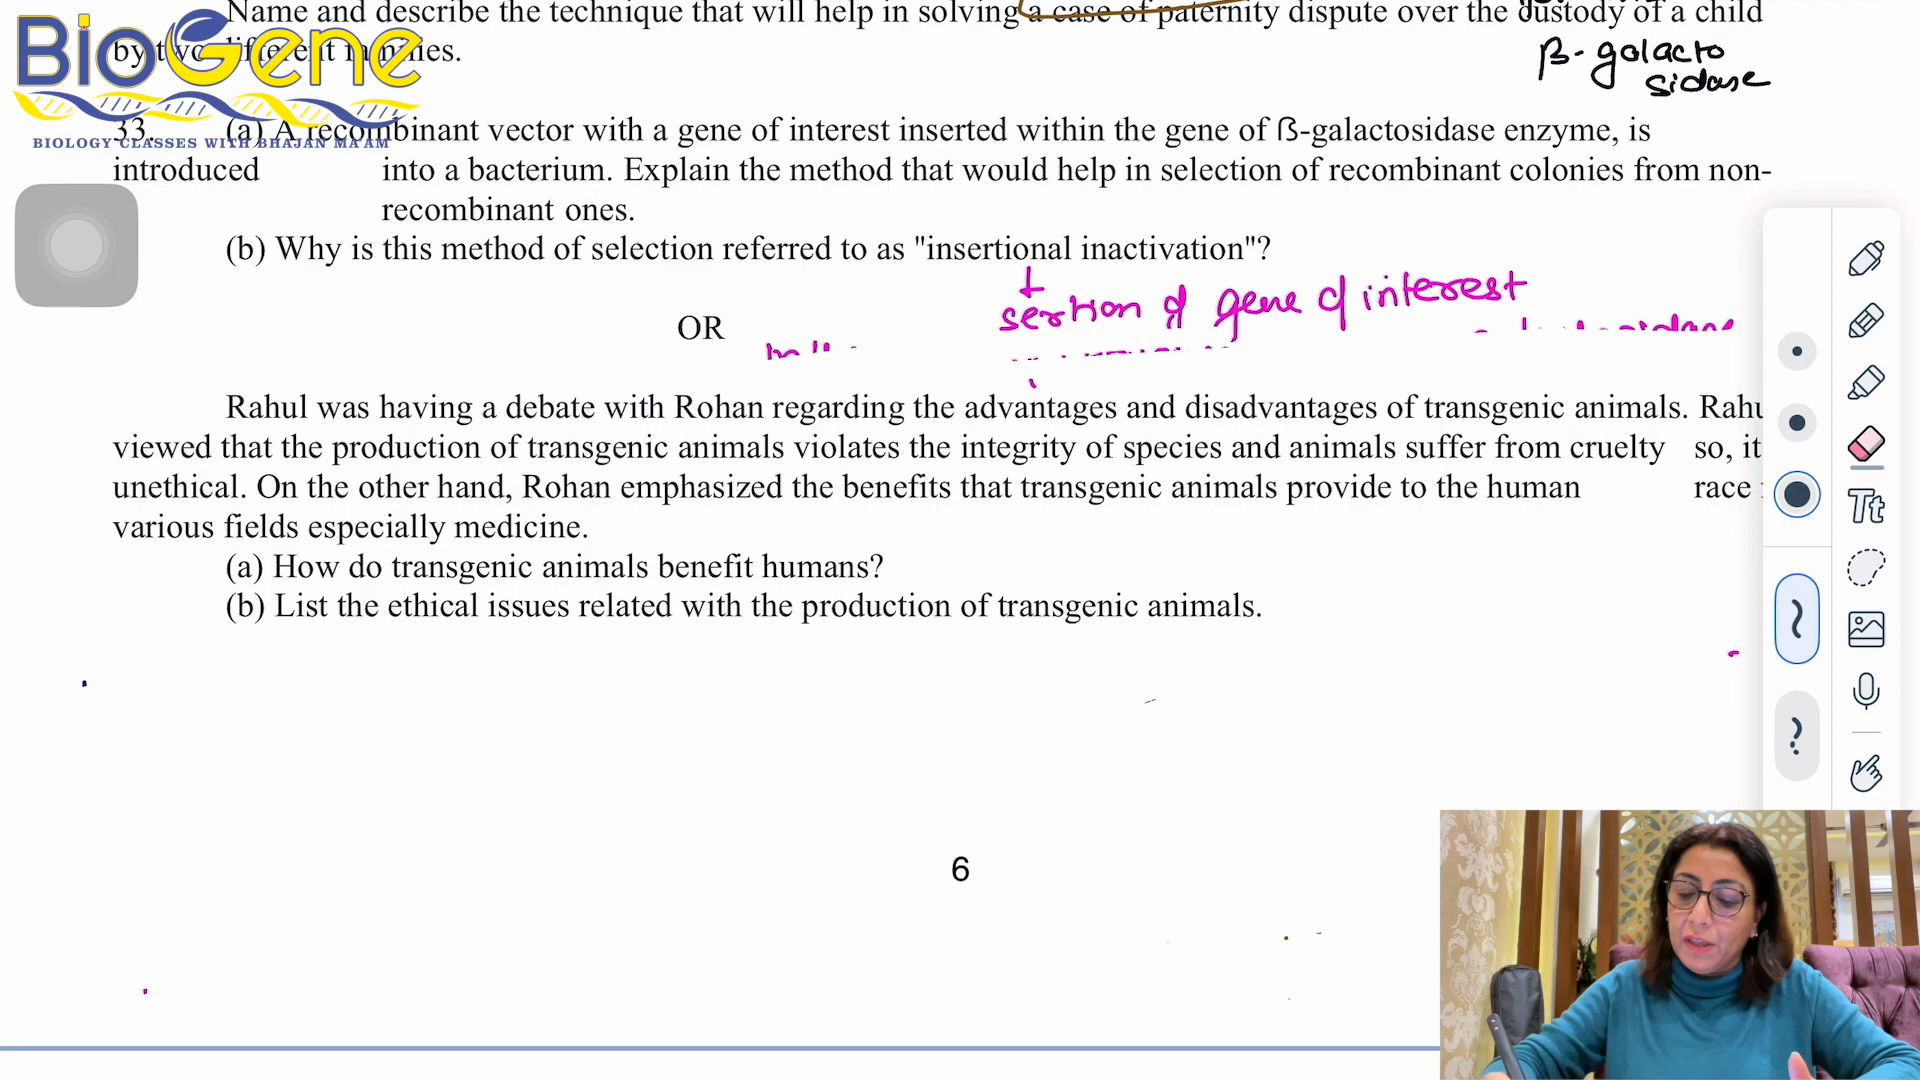 Name and describe the technique that will help in solving a case of paternity dispute over the custody of a child
by two different families.
β-galacto
sidase
BioGene
BIOLOGY CLASSES WITH BHAJAN MA'AM
33. (a) A recombinant vector with a gene of interest inserted within the gene of ß-galactosidase enzyme, is
introduced into a bacterium. Explain the method that would help in selection of recombinant colonies from non-
recombinant ones.
(b) Why is this method of selection referred to as "insertional inactivation"?
sertion of gene of interest
OR
Rahul was having a debate with Rohan regarding the advantages and disadvantages of transgenic animals. Rahu
viewed that the production of transgenic animals violates the integrity of species and animals suffer from cruelty so, it
unethical. On the other hand, Rohan emphasized the benefits that transgenic animals provide to the human race
various fields especially medicine.
(a) How do transgenic animals benefit humans?
(b) List the ethical issues related with the production of transgenic animals.
Tt
6